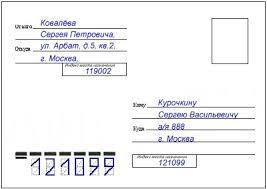 От кого Ковалёва
Сергея Петровича,
Откуда ул. Арбат, д.5, кв.2,
г. Москва,
Индекс места назначения
119002
Кому Курочкину
Сергею Васильевичу
Куда а/я 888
г. Москва
Индекс места назначения
121099
121099